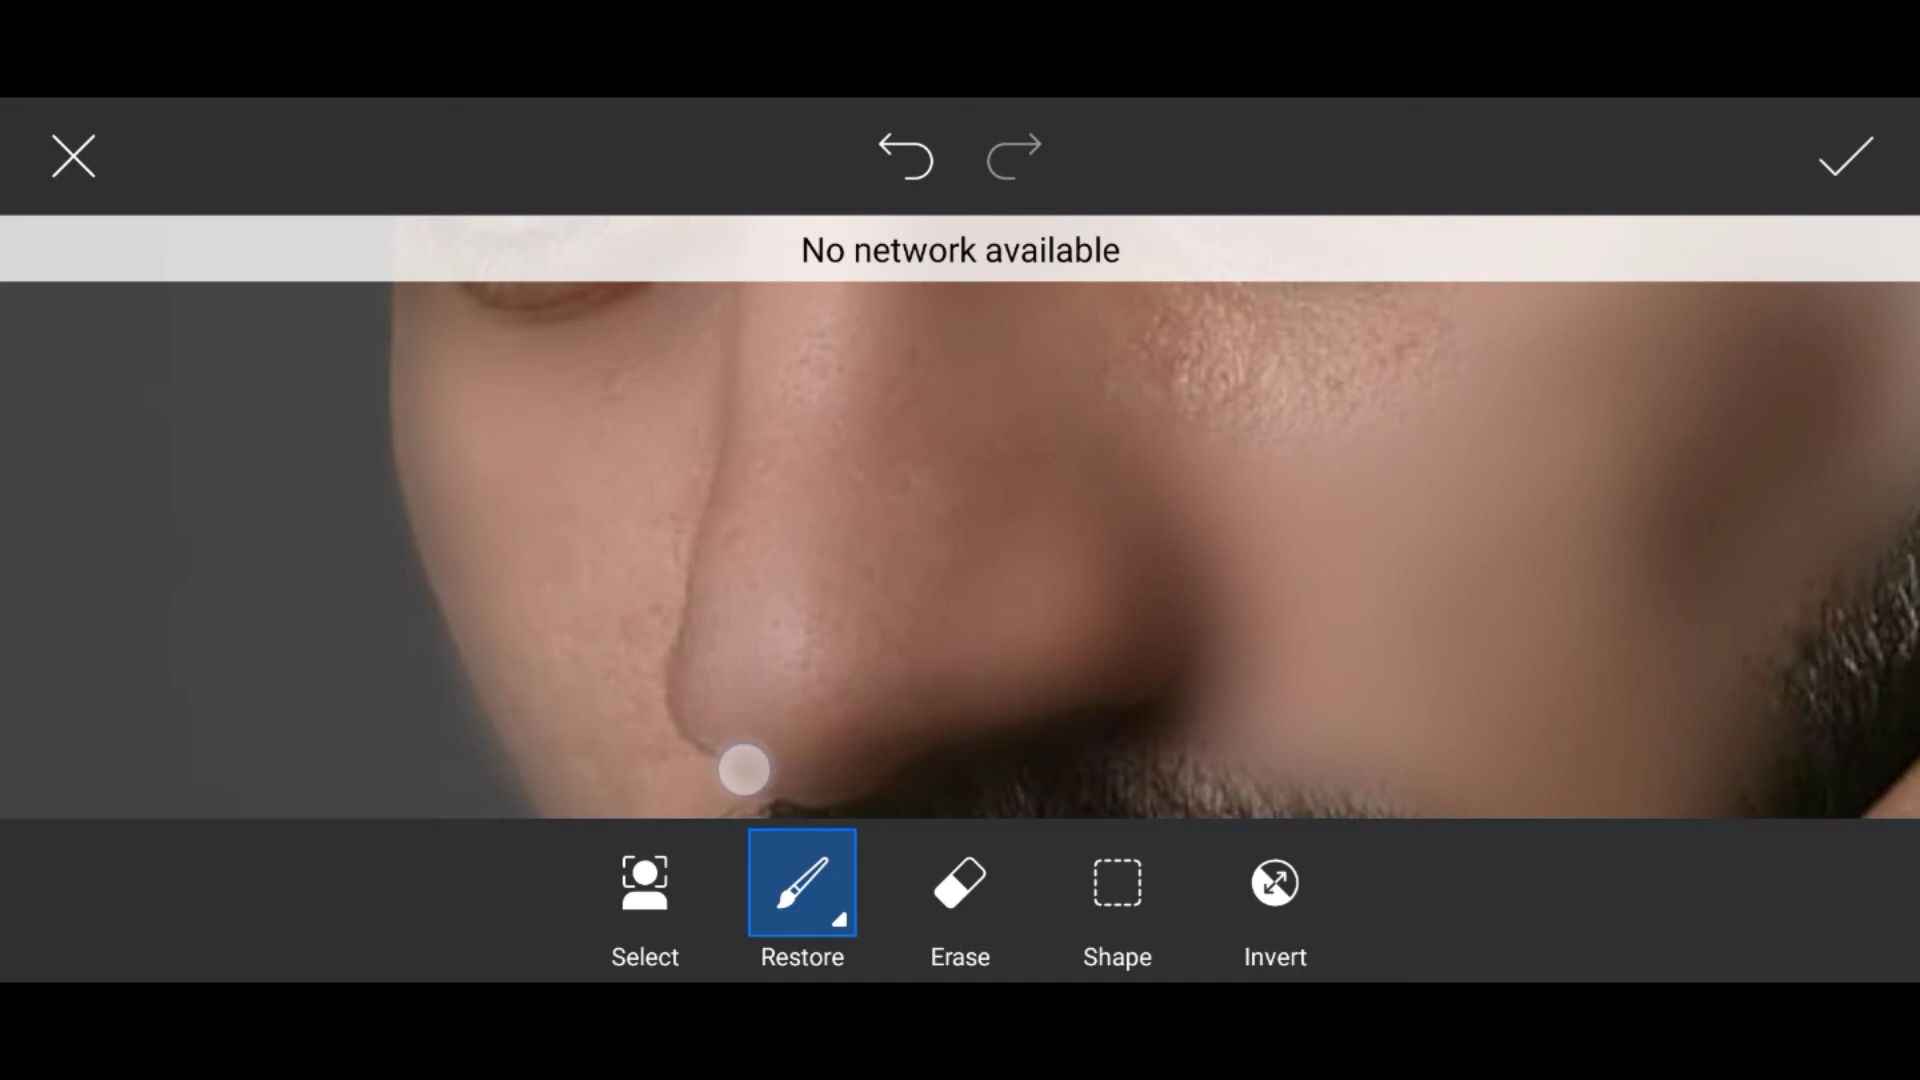 No network available
Select
Restore
Erase
Shape
Invert